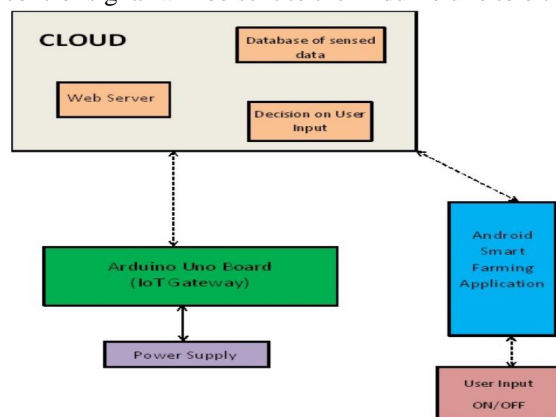 CLOUD
Database of sensed
data
Web Server
Decision on User
Input
Arduino Uno Board
(IoT Gateway)
Android
Smart
Farming
Application
Power Supply
User Input
ON/OFF